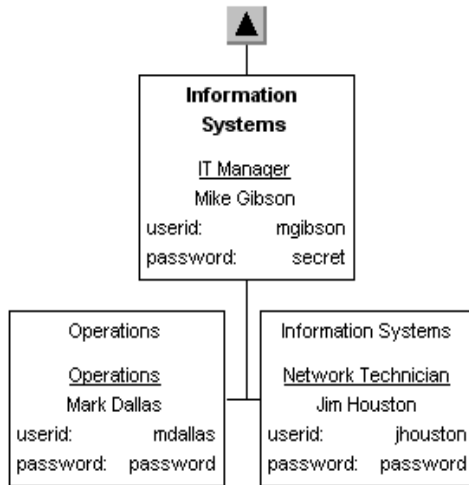 Information
Systems
IT Manager
Mike Gibson
userid: mgibson
password: secret
Operations
Operations
Mark Dallas
userid: mdallas
password: password
Information Systems
Network Technician
Jim Houston
userid: jhouston
password: password